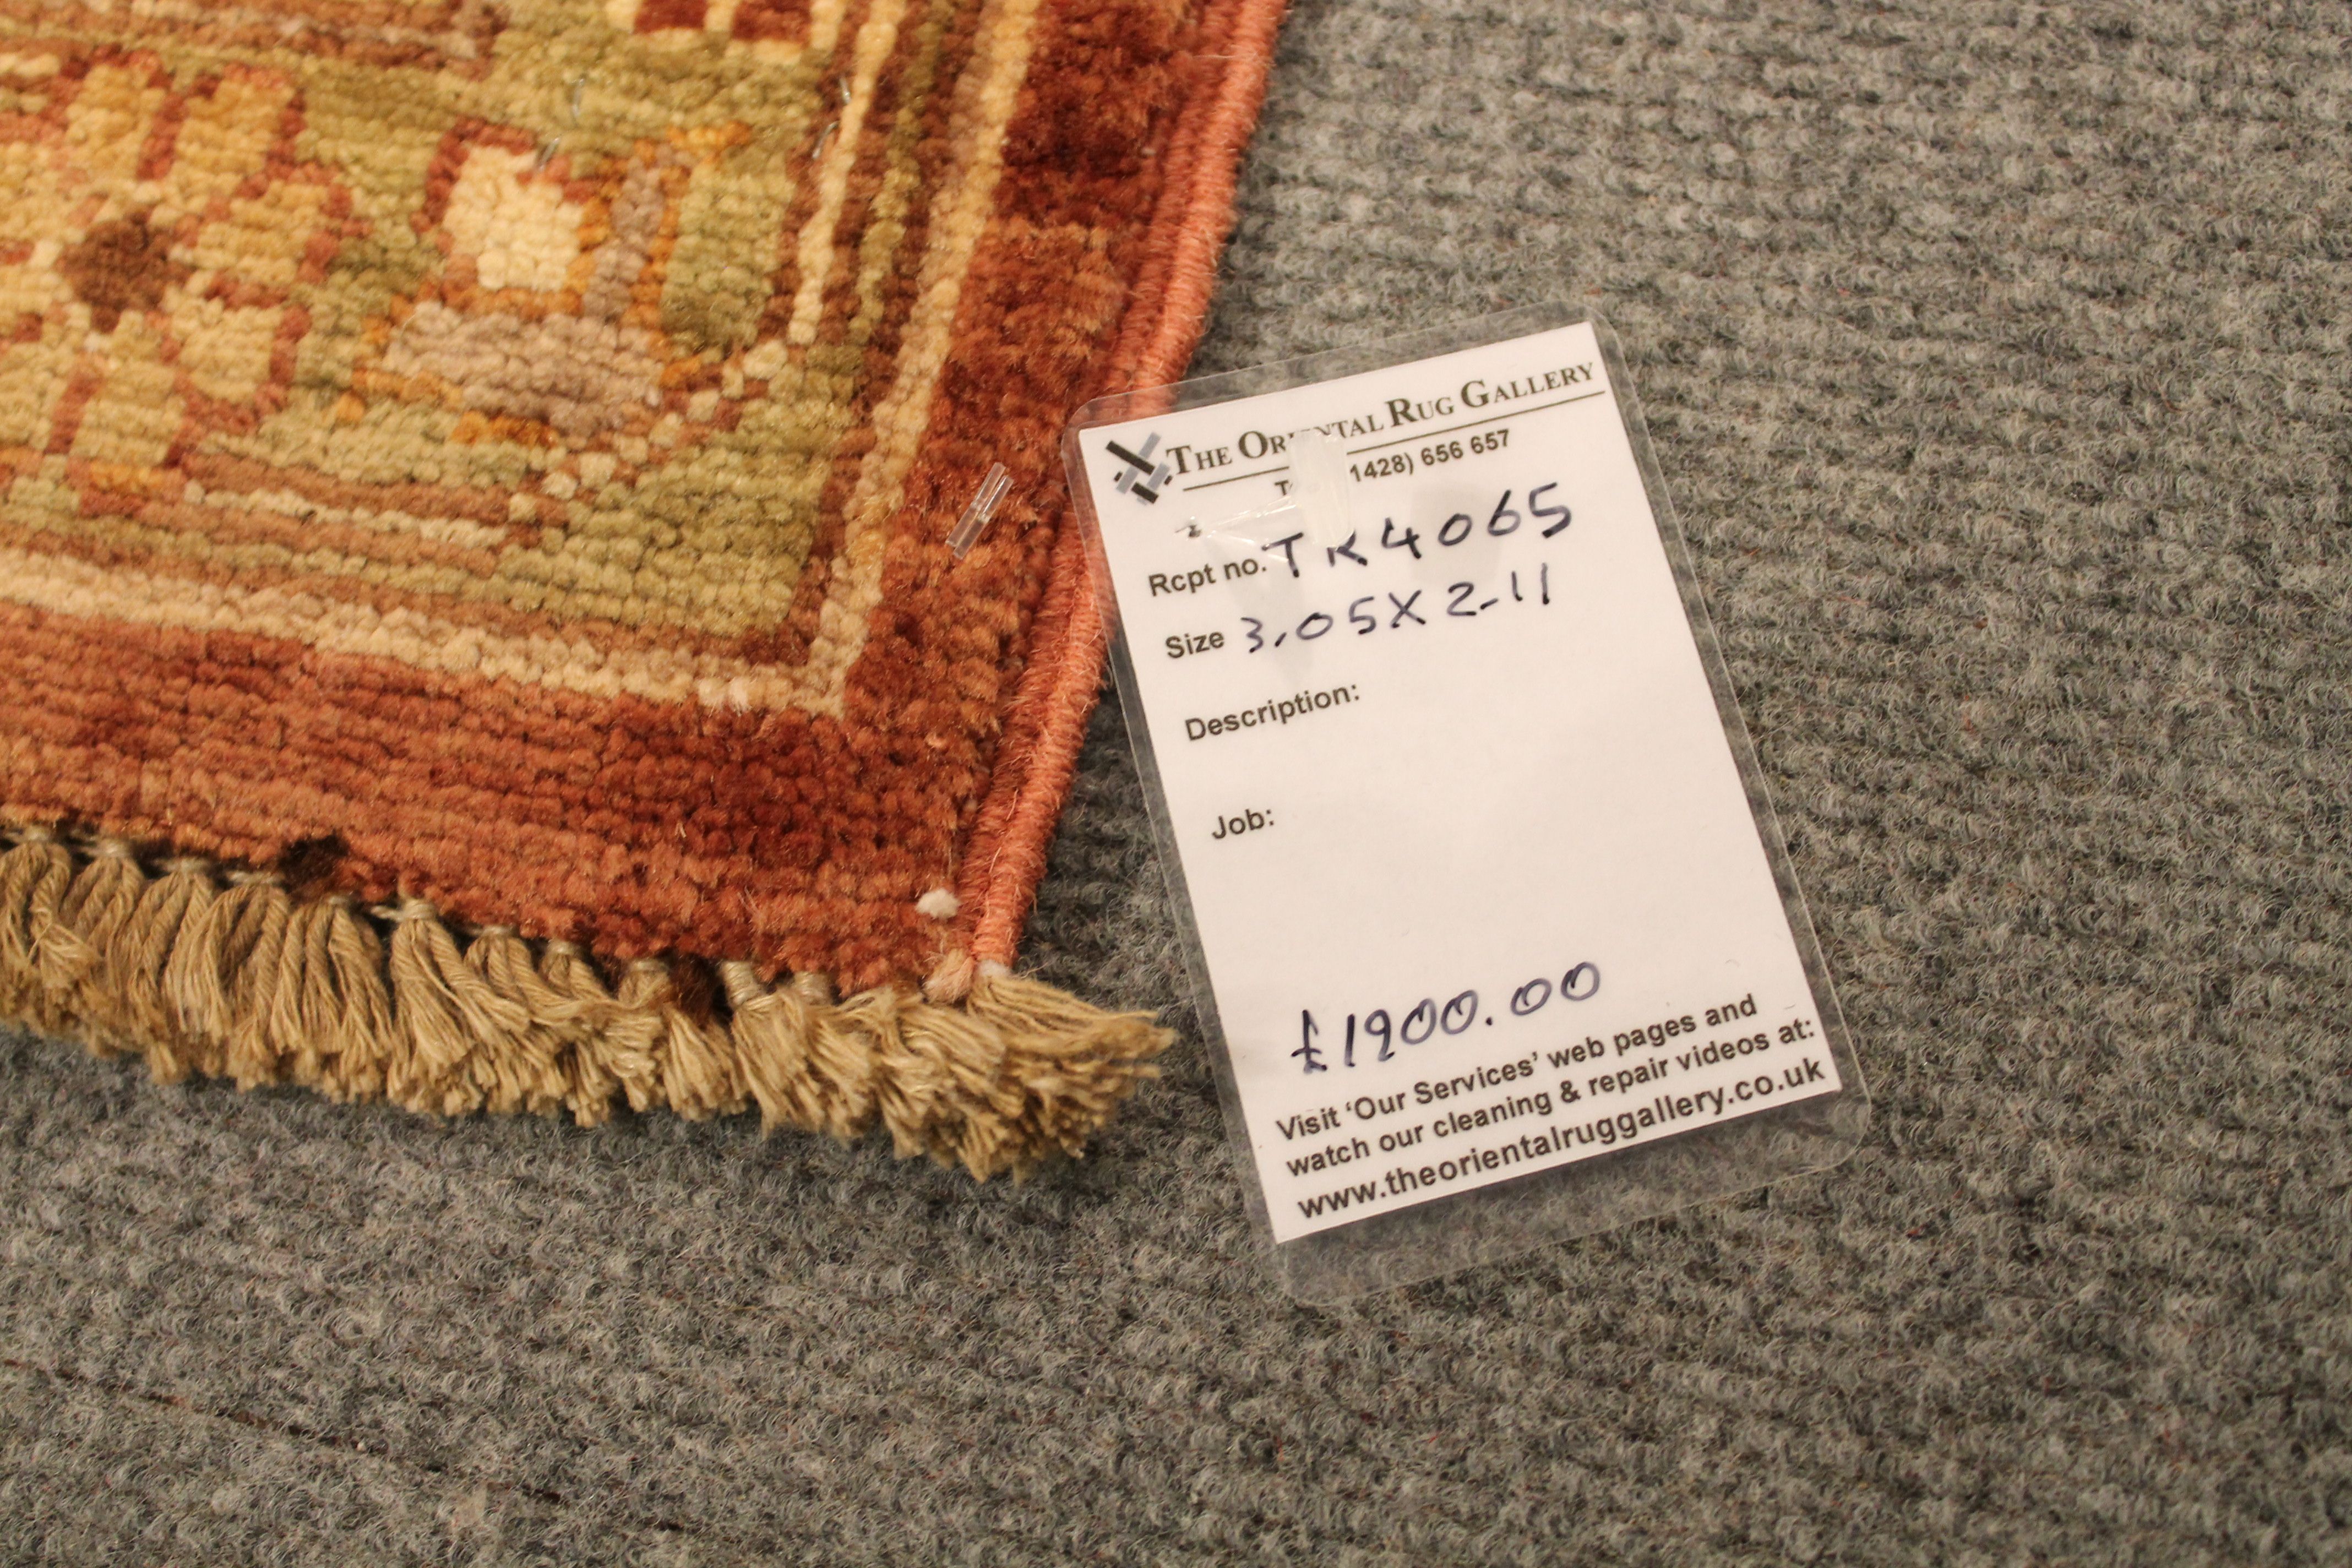 THE ORIENTAL RUG GALLERY
1428) 656 657
Rcpt no. TR4065
Size 3.05X2-11
Description:
Job:
£1900.00
Visit ‘Our Services’ web pages and
watch our cleaning & repair videos at:
www.theorientalruggallery.co.uk